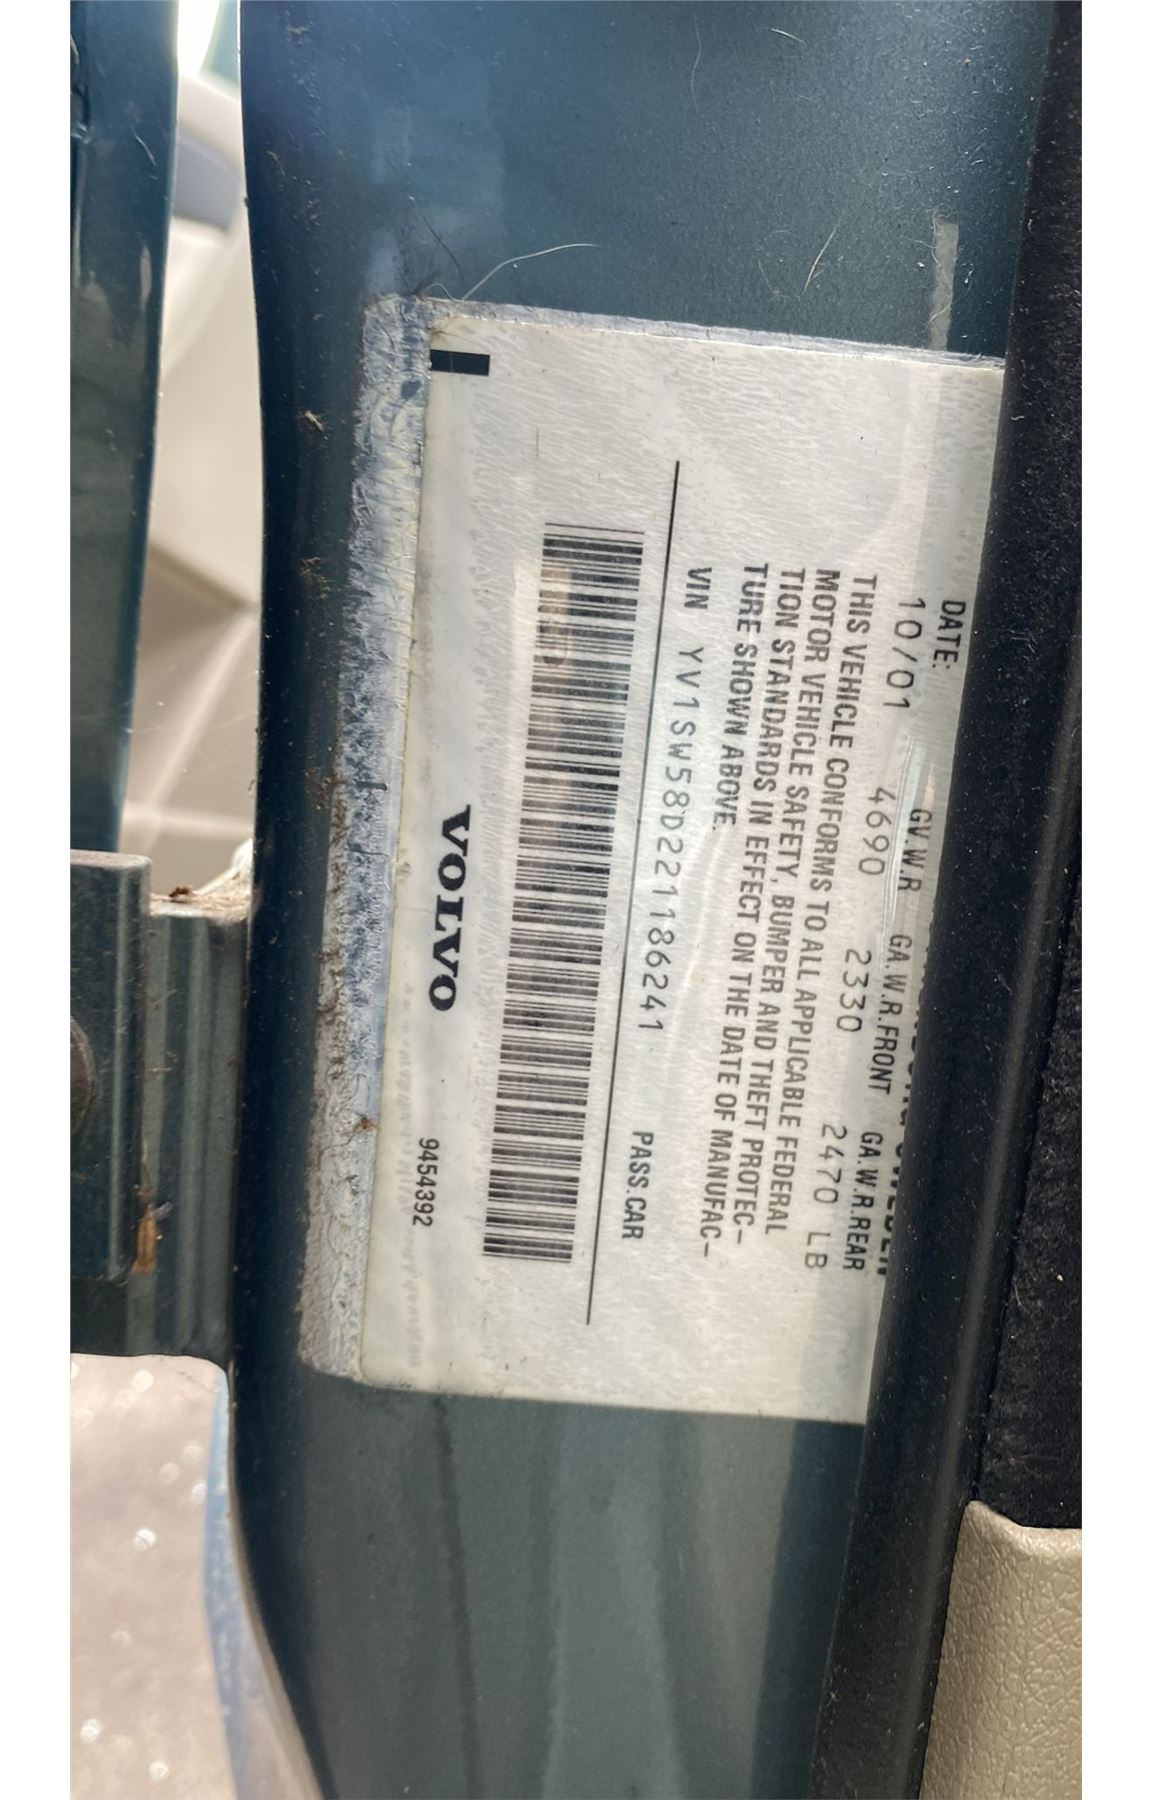 DATE: GV.W.R GA.W.R.FRONT GA.W.R.REAR
10/01 4690 2330 2470 LB
THIS VEHICLE CONFORMS TO ALL APPLICABLE FEDERAL
MOTOR VEHICLE SAFETY, BUMPER AND THEFT PROTEC-
TION STANDARDS IN EFFECT ON THE DATE OF MANUFAC-
TURE SHOWN ABOVE.
VIN YV1SW58D221186241 PASS.CAR
VOLVO 9454392